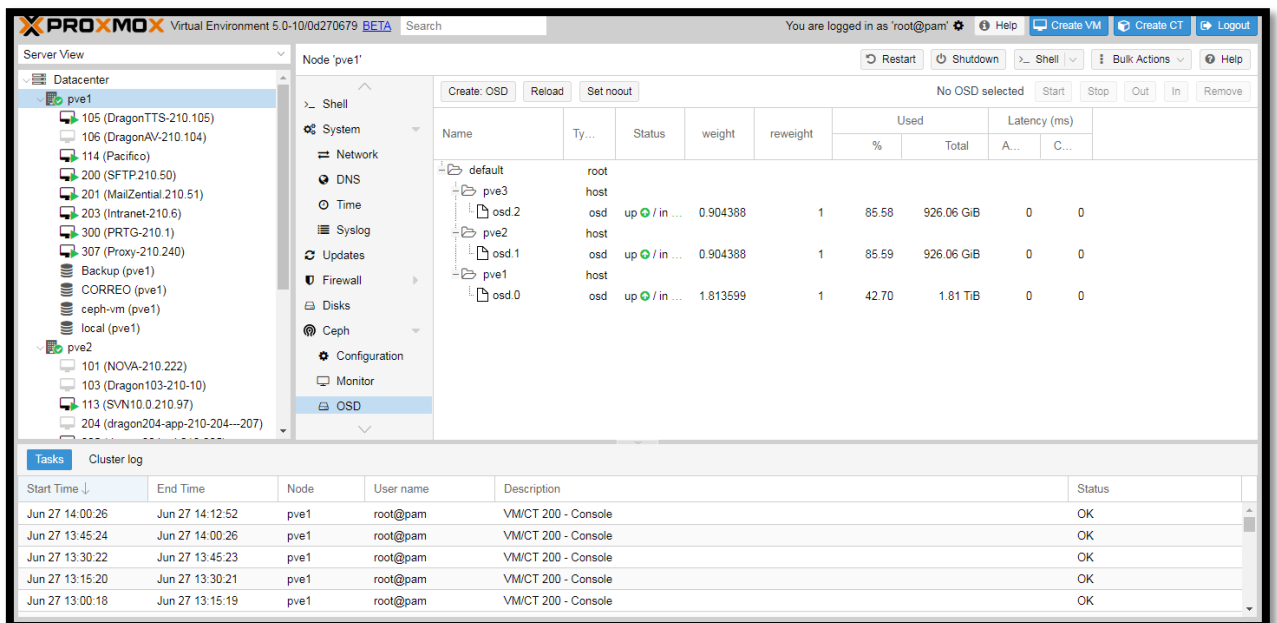 PROXMOX Virtual Environment 5.0-10/0d270679 BETA Search You are logged in as 'root@pam' Help Create VM Create CT Logout
Server View
Datacenter
pve1
105 (DragonTTS-210.105)
106 (DragonAV-210.104)
114 (Pacifico)
200 (SFTP.210.50)
201 (MailZential.210.51)
203 (Intranet-210.6)
300 (PRTG-210.1)
307 (Proxy-210.240)
Backup (pve1)
CORREO (pve1)
ceph-vm (pve1)
local (pve1)
pve2
101 (NOVA-210.222)
103 (Dragon103-210-10)
113 (SVN10.0.210.97)
204 (dragon204-app-210-204---207)
Node 'pve1' Restart Shutdown >_ Shell Bulk Actions Help
>_ Shell
System
Network
DNS
Time
Syslog
Updates
Firewall
Disks
Ceph
Configuration
Monitor
OSD
Create: OSD Reload Set noout No OSD selected Start Stop Out In Remove
Name Ty... Status weight reweight Used Latency (ms)
% Total A... C...
default root
pve3 host
osd.2 osd up / in ... 0.904388 1 85.58 926.06 GiB 0 0
pve2 host
osd.1 osd up / in ... 0.904388 1 85.59 926.06 GiB 0 0
pve1 host
osd.0 osd up / in ... 1.813599 1 42.70 1.81 TiB 0 0
Tasks Cluster log
Start Time ↓ End Time Node User name Description Status
Jun 27 14:00:26 Jun 27 14:12:52 pve1 root@pam VM/CT 200 - Console OK
Jun 27 13:45:24 Jun 27 14:00:26 pve1 root@pam VM/CT 200 - Console OK
Jun 27 13:30:22 Jun 27 13:45:23 pve1 root@pam VM/CT 200 - Console OK
Jun 27 13:15:20 Jun 27 13:30:21 pve1 root@pam VM/CT 200 - Console OK
Jun 27 13:00:18 Jun 27 13:15:19 pve1 root@pam VM/CT 200 - Console OK